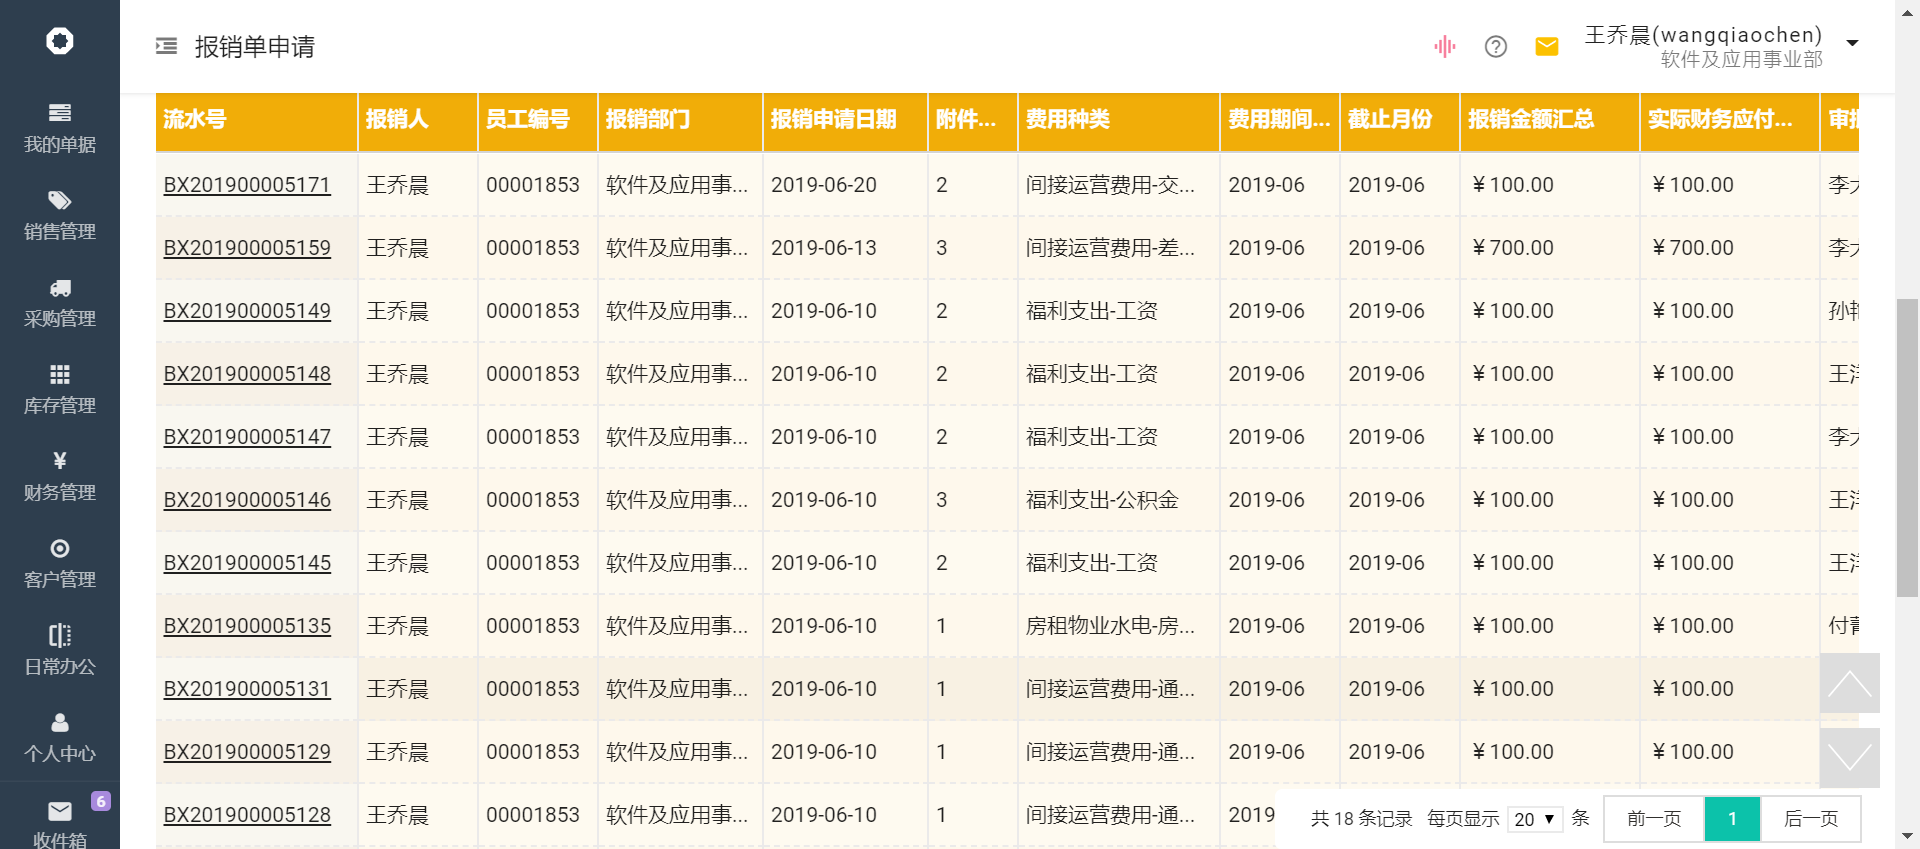 我的单据
销售管理
采购管理
库存管理
¥
财务管理
客户管理
日常办公
个人中心
6
收件箱
报销单申请
王乔晨(wangqiaochen)
软件及应用事业部
流水号 报销人 员工编号 报销部门 报销申请日期 附件... 费用种类 费用期间... 截止月份 报销金额汇总 实际财务应付... 审
BX201900005171 王乔晨 00001853 软件及应用事... 2019-06-20 2 间接运营费用-交... 2019-06 2019-06 ¥100.00 ¥100.00 李
BX201900005159 王乔晨 00001853 软件及应用事... 2019-06-13 3 间接运营费用-差... 2019-06 2019-06 ¥700.00 ¥700.00 李
BX201900005149 王乔晨 00001853 软件及应用事... 2019-06-10 2 福利支出-工资 2019-06 2019-06 ¥100.00 ¥100.00 孙
BX201900005148 王乔晨 00001853 软件及应用事... 2019-06-10 2 福利支出-工资 2019-06 2019-06 ¥100.00 ¥100.00 王
BX201900005147 王乔晨 00001853 软件及应用事... 2019-06-10 2 福利支出-工资 2019-06 2019-06 ¥100.00 ¥100.00 李
BX201900005146 王乔晨 00001853 软件及应用事... 2019-06-10 3 福利支出-公积金 2019-06 2019-06 ¥100.00 ¥100.00 王
BX201900005145 王乔晨 00001853 软件及应用事... 2019-06-10 2 福利支出-工资 2019-06 2019-06 ¥100.00 ¥100.00 王
BX201900005135 王乔晨 00001853 软件及应用事... 2019-06-10 1 房租物业水电-房... 2019-06 2019-06 ¥100.00 ¥100.00 付
BX201900005131 王乔晨 00001853 软件及应用事... 2019-06-10 1 间接运营费用-通... 2019-06 2019-06 ¥100.00 ¥100.00
BX201900005129 王乔晨 00001853 软件及应用事... 2019-06-10 1 间接运营费用-通... 2019-06 2019-06 ¥100.00 ¥100.00
BX201900005128 王乔晨 00001853 软件及应用事... 2019-06-10 1 间接运营费用-通... 2019
共 18 条记录 每页显示 20 条 前一页 1 后一页